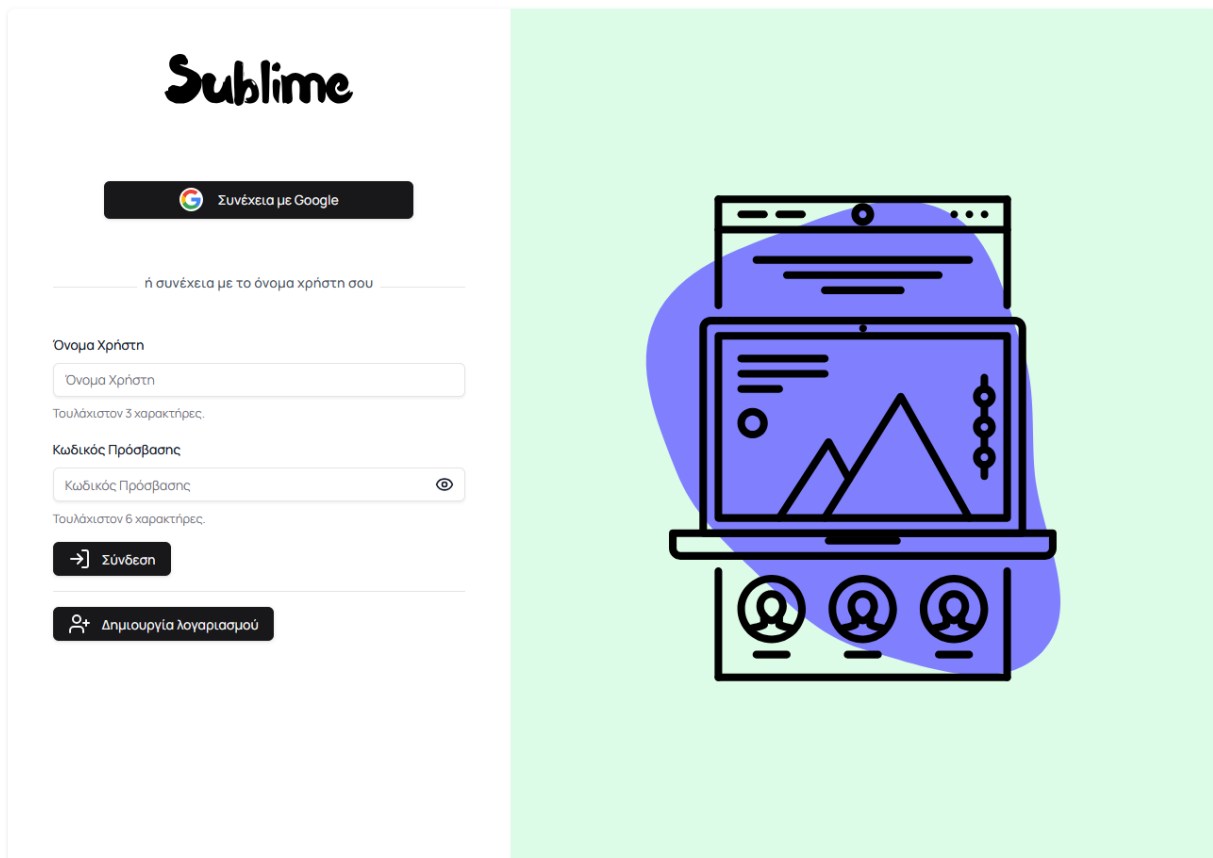 Sublime
Συνέχεια με Google
ή συνέχεια με το όνομα χρήστη σου
Όνομα Χρήστη
Όνομα Χρήστη
Τουλάχιστον 3 χαρακτήρες.
Κωδικός Πρόσβασης
Κωδικός Πρόσβασης
Τουλάχιστον 6 χαρακτήρες.
Σύνδεση
Δημιουργία λογαριασμού